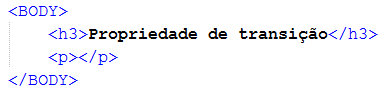 <BODY>
<h3>Propriedade de transição</h3>
<p></p>
</BODY>